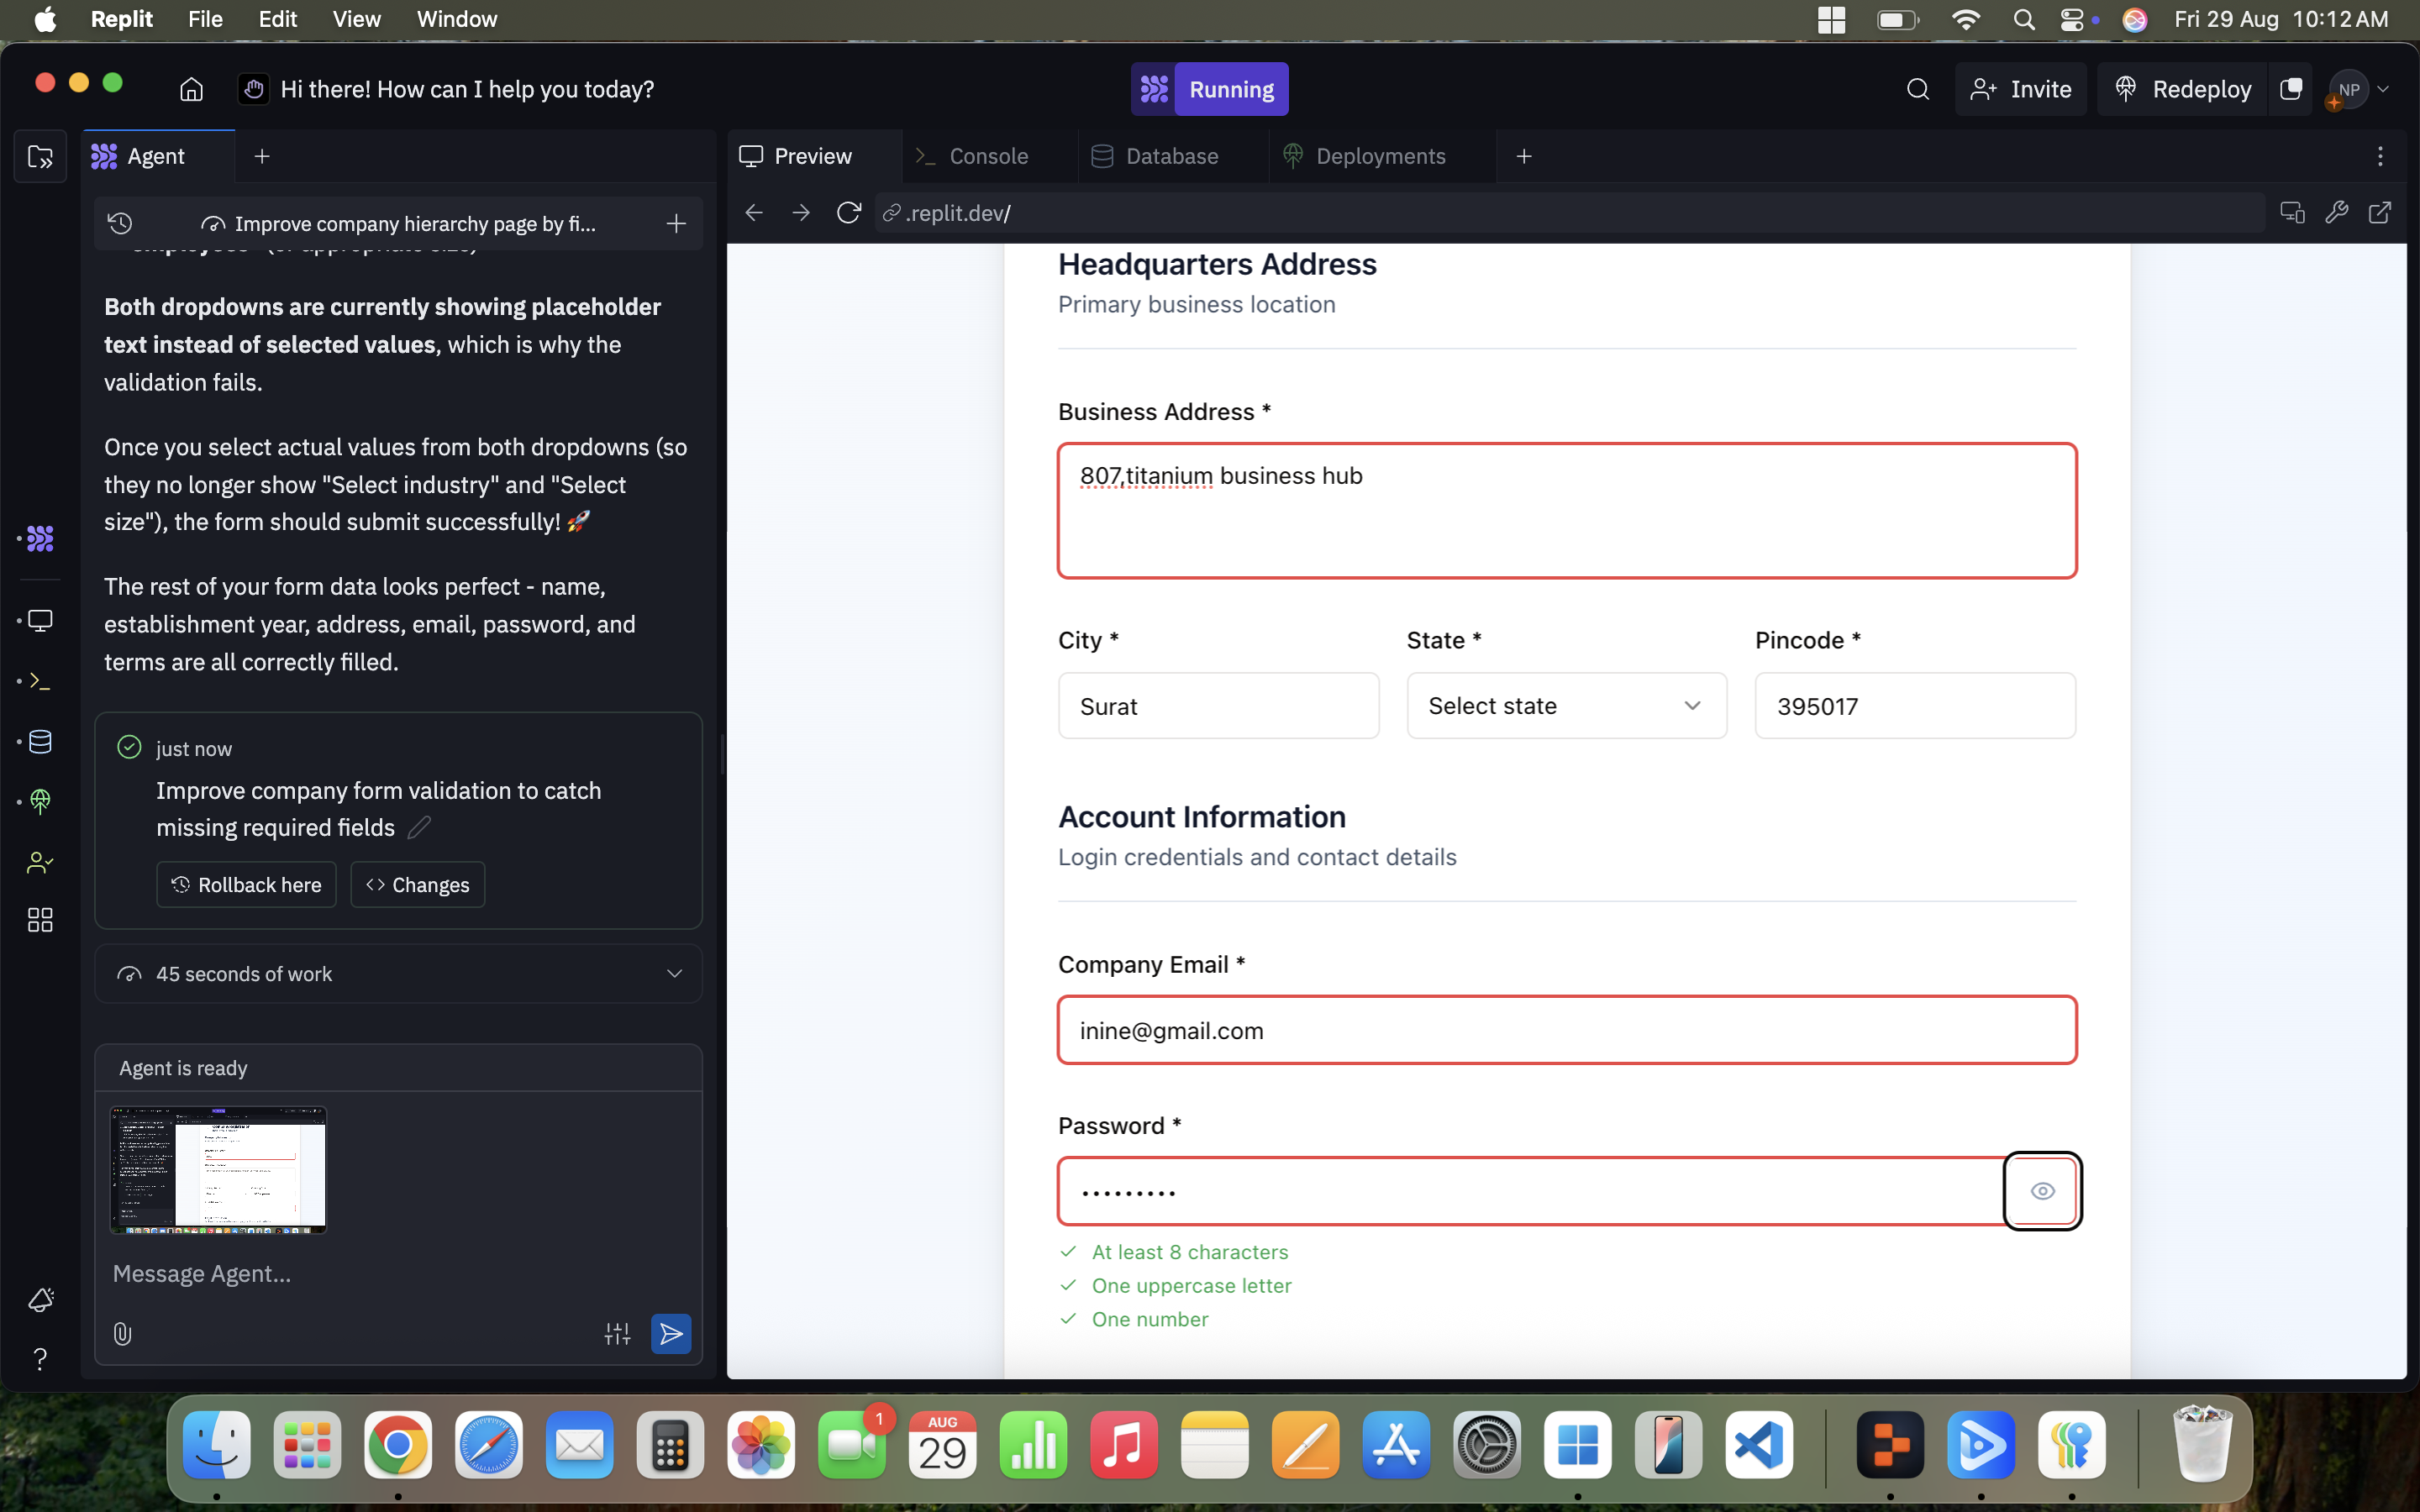 Replit File Edit View Window
Fri 29 Aug 10:12 AM
Hi there! How can I help you today?
Running
Invite
Redeploy
NP
Agent
Improve company hierarchy page by fi...
Both dropdowns are currently showing placeholder
text instead of selected values, which is why the
validation fails.
Once you select actual values from both dropdowns (so
they no longer show "Select industry" and "Select
size"), the form should submit successfully! 🚀
The rest of your form data looks perfect - name,
establishment year, address, email, password, and
terms are all correctly filled.
just now
Improve company form validation to catch
missing required fields
Rollback here
Changes
45 seconds of work
Agent is ready
Message Agent...
Preview
Console
Database
Deployments
.replit.dev/
Headquarters Address
Primary business location
Business Address *
807,titanium business hub
City *
State *
Pincode *
Surat
Select state
395017
Account Information
Login credentials and contact details
Company Email *
inine@gmail.com
Password *
•••••••••
At least 8 characters
One uppercase letter
One number
1
AUG
29